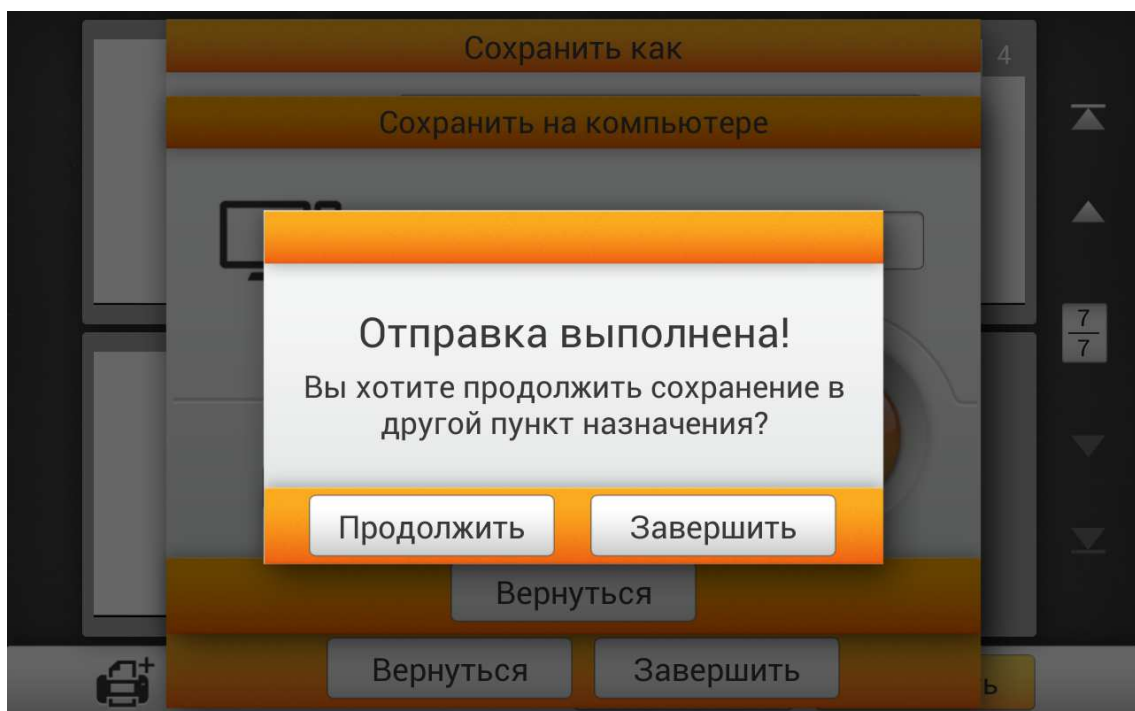 Сохранить как
4
Сохранить на компьютере
Отправка выполнена!
Вы хотите продолжить сохранение в
другой пункт назначения?
7
7
Продолжить Завершить
Вернуться
Вернуться Завершить
ь